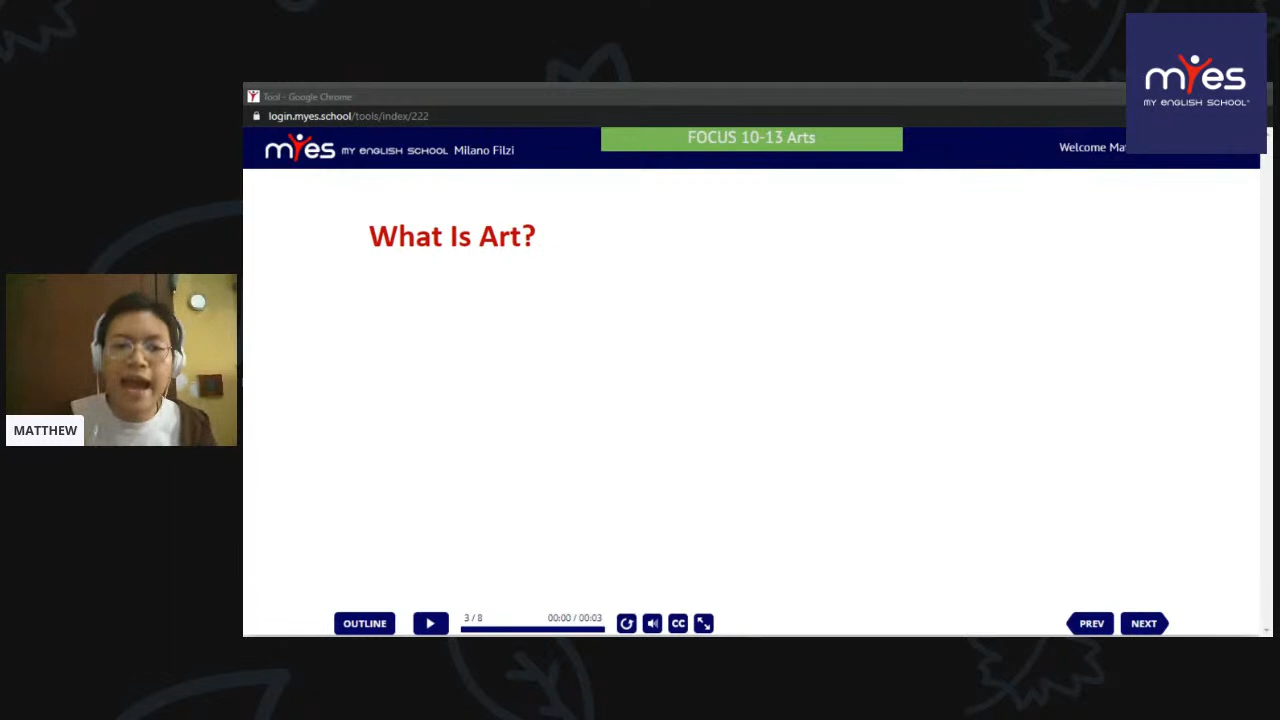 myes
MY ENGLISH SCHOOL
Tool - Google Chrome
login.myes.school/tools/index/222
FOCUS 10-13 Arts
myes MY ENGLISH SCHOOL Milano Filzi
Welcome Mat
What Is Art?
MATTHEW
OUTLINE
3 / 8
00:00 / 00:03
CC
PREV
NEXT